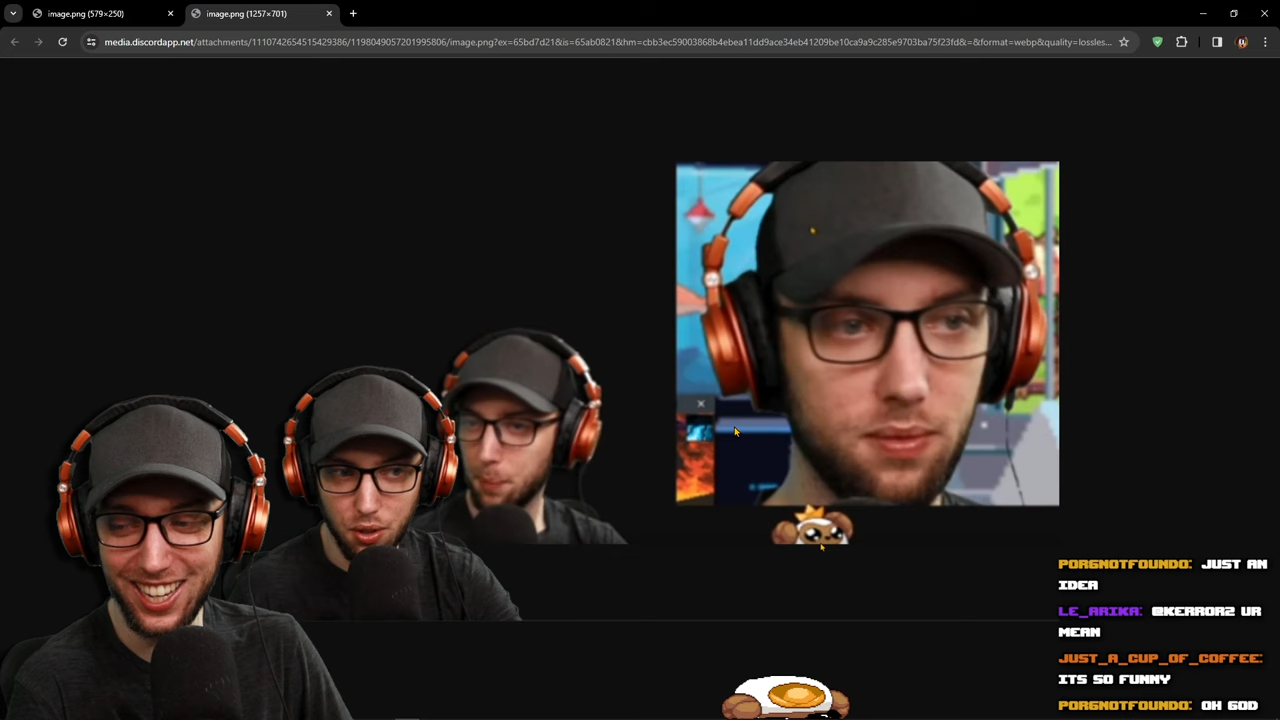 image.png (579×250)
image.png (1257×701)
media.discordapp.net/attachments/1110742654515429386/1198049057201995806/image.png?ex=65bd7d21&is=65ab0821&hm=cbb3ec59003868b4ebea11dd9ace34eb41209be10ca9a9c285e9703ba75f23fd&=&format=webp&quality=lossles...
PORGNOTFOUNDO: JUST AN
IDEA
LE_ARIKA: @KERRORZ UR
MEAN
JUST_A_CUP_OF_COFFEE:
ITS SO FUNNY
PORGNOTFOUNDO: OH GOD